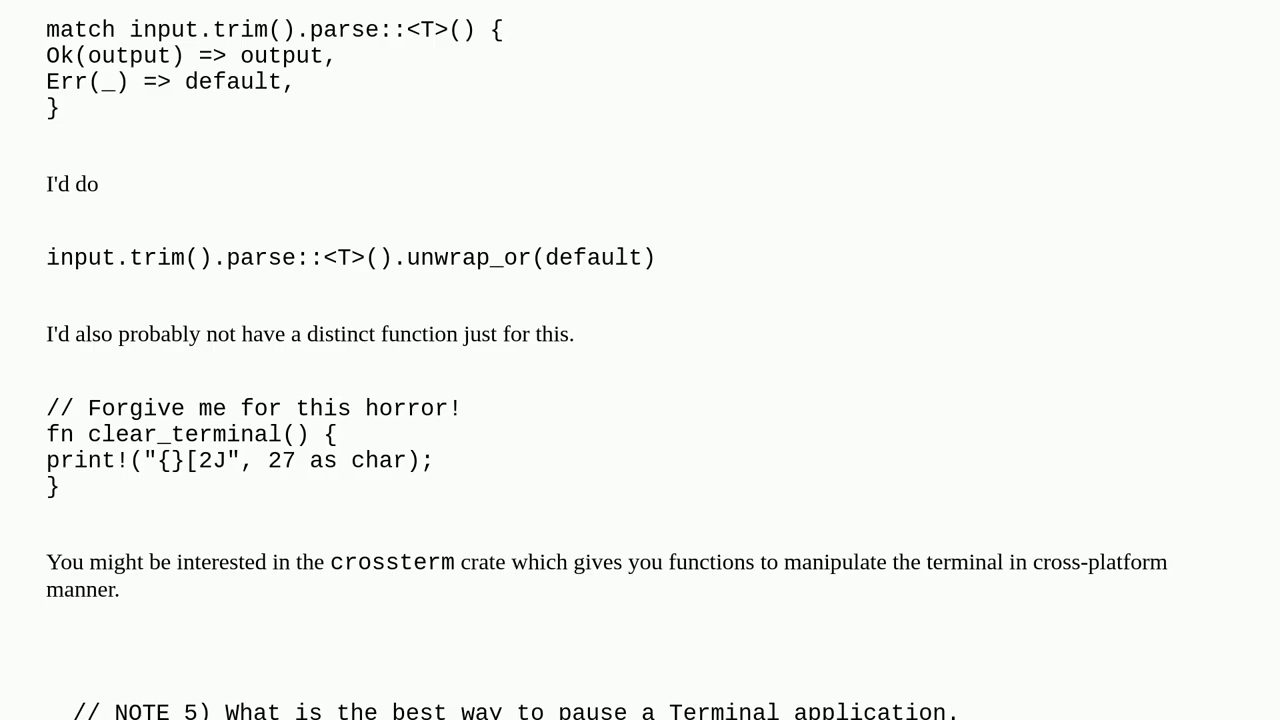 match input.trim().parse::<T>() {
Ok(output) => output,
Err(_) => default,
}
I'd do
input.trim().parse::<T>().unwrap_or(default)
I'd also probably not have a distinct function just for this.
// Forgive me for this horror!
fn clear_terminal() {
print!("{}[2J", 27 as char);
}
You might be interested in the crossterm crate which gives you functions to manipulate the terminal in cross-platform
manner.
// NOTE 5) What is the best way to pause a Terminal application.